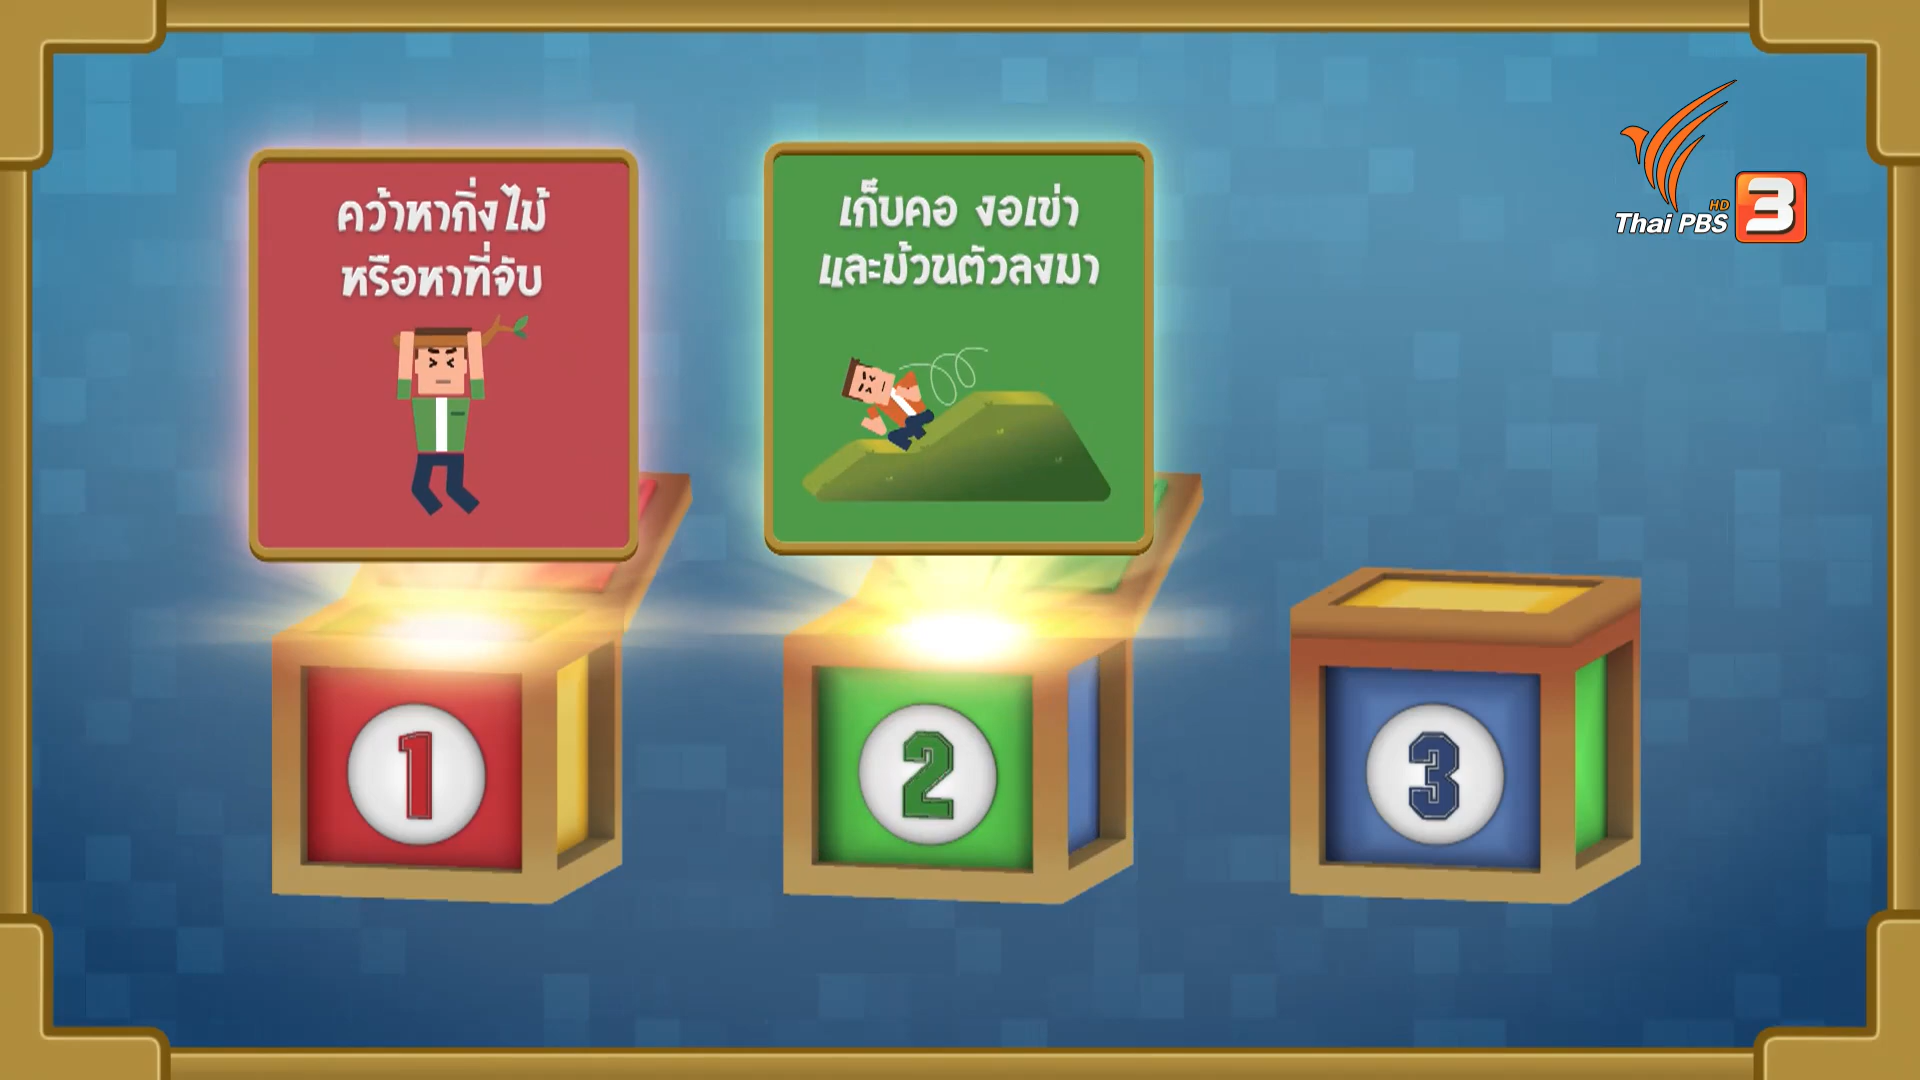 คว้าหากิ่งไม้
หรือหาที่จับ
เก็บคอ งอเข่า
และม้วนตัวลงมา
HD
Thai PBS 3
1
2
3